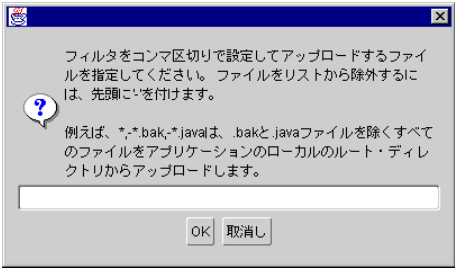 フィルタをコンマ区切りで設定してアップロードするファイ
ルを指定してください。 ファイルをリストから除外するに
は、先頭に'-'を付けます。
例えば、*,-*.bak,-*.javaは、.bakと.javaファイルを除くすべて
のファイルをアプリケーションのローカルのルート・ディレ
クトリからアップロードします。
OK 取消し